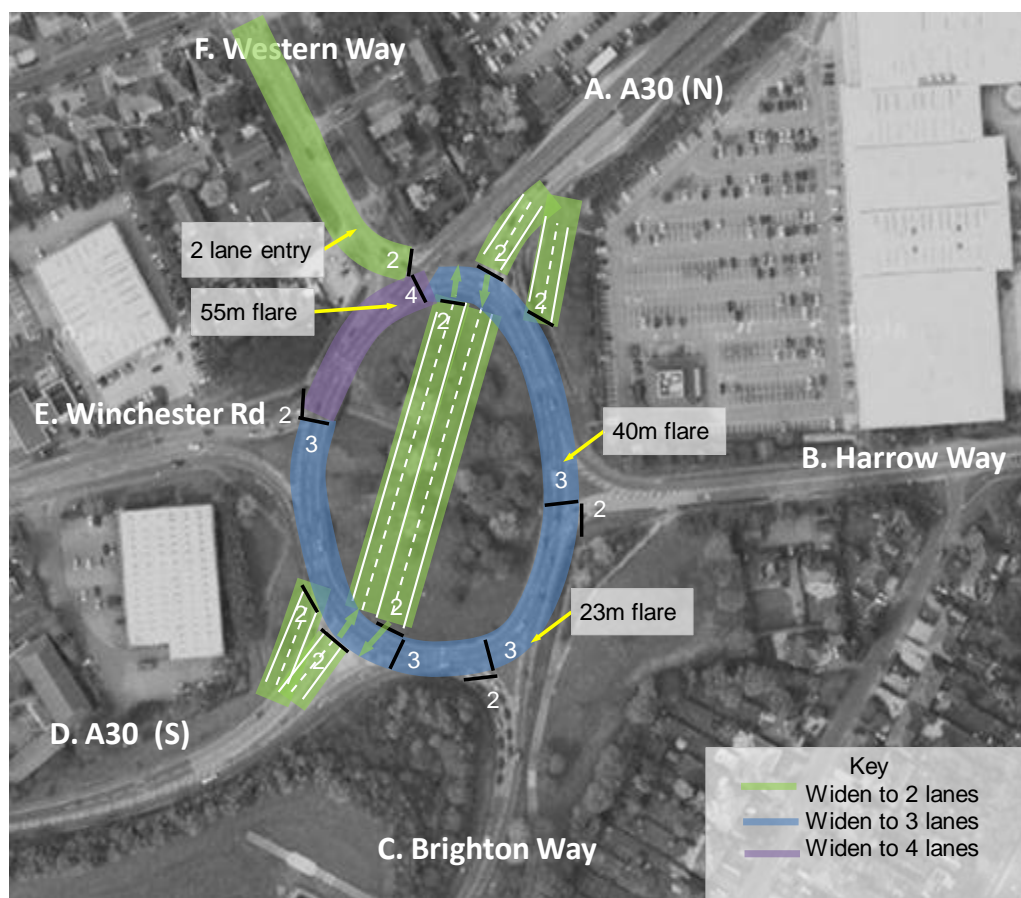 F. Western Way
A. A30 (N)
2 lane entry
2
2
55m flare
4
2
2
E. Winchester Rd
2
3
40m flare
B. Harrow Way
3
2
2
2
23m flare
2
3
3
2
D. A30 (S)
C. Brighton Way
Key
Widen to 2 lanes
Widen to 3 lanes
Widen to 4 lanes